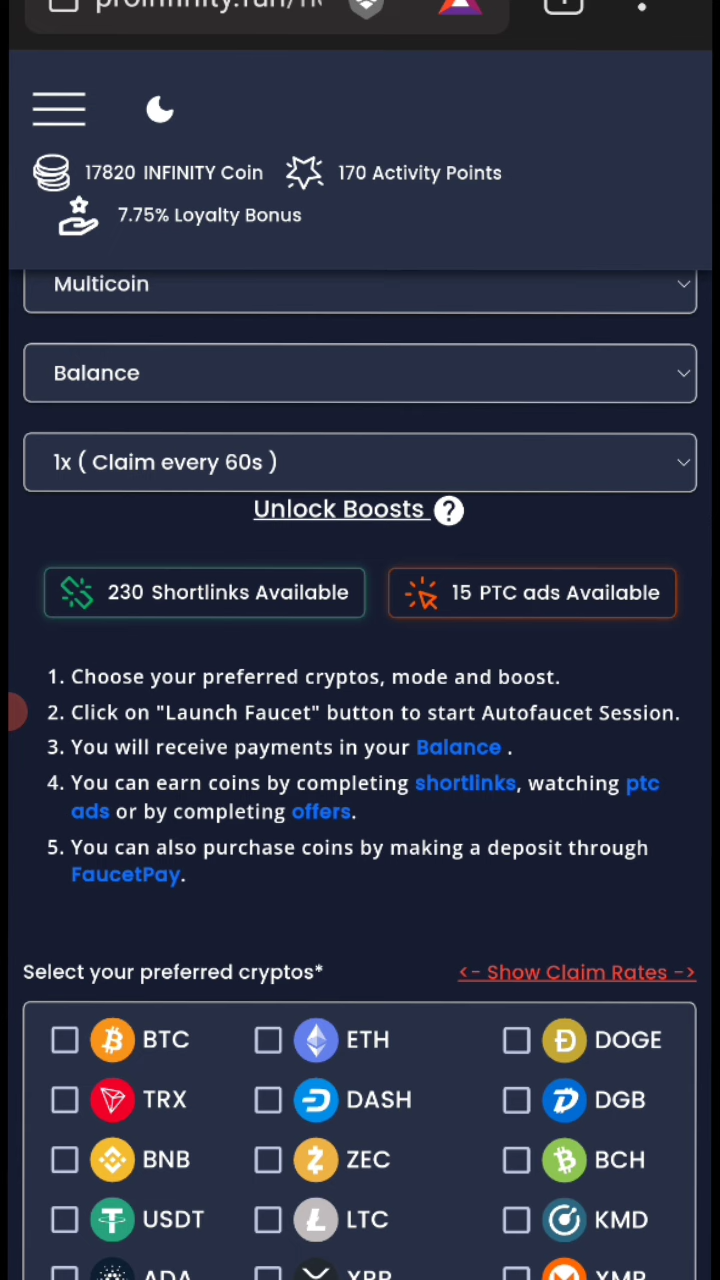 17820 INFINITY Coin
170 Activity Points
7.75% Loyalty Bonus
Multicoin
Balance
1x ( Claim every 60s )
Unlock Boosts ?
230 Shortlinks Available
15 PTC ads Available
1. Choose your preferred cryptos, mode and boost.
2. Click on "Launch Faucet" button to start Autofaucet Session.
3. You will receive payments in your Balance .
4. You can earn coins by completing shortlinks, watching ptc
ads or by completing offers.
5. You can also purchase coins by making a deposit through
FaucetPay.
Select your preferred cryptos*
<- Show Claim Rates ->
BTC ETH DOGE
TRX DASH DGB
BNB ZEC BCH
USDT LTC KMD
ADA XRP XMR